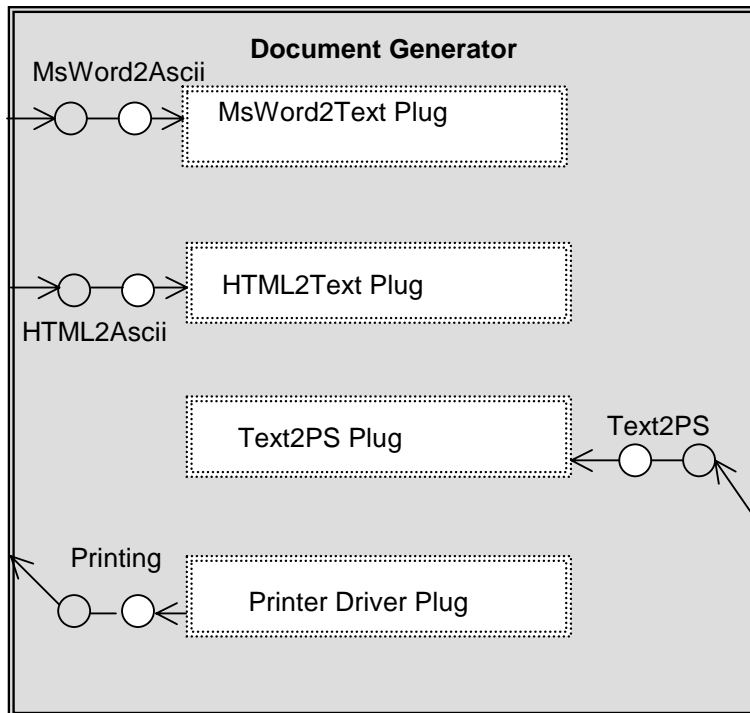 Document Generator
MsWord2Ascii
MsWord2Text Plug
HTML2Text Plug
HTML2Ascii
Text2PS Plug
Text2PS
Printing
Printer Driver Plug